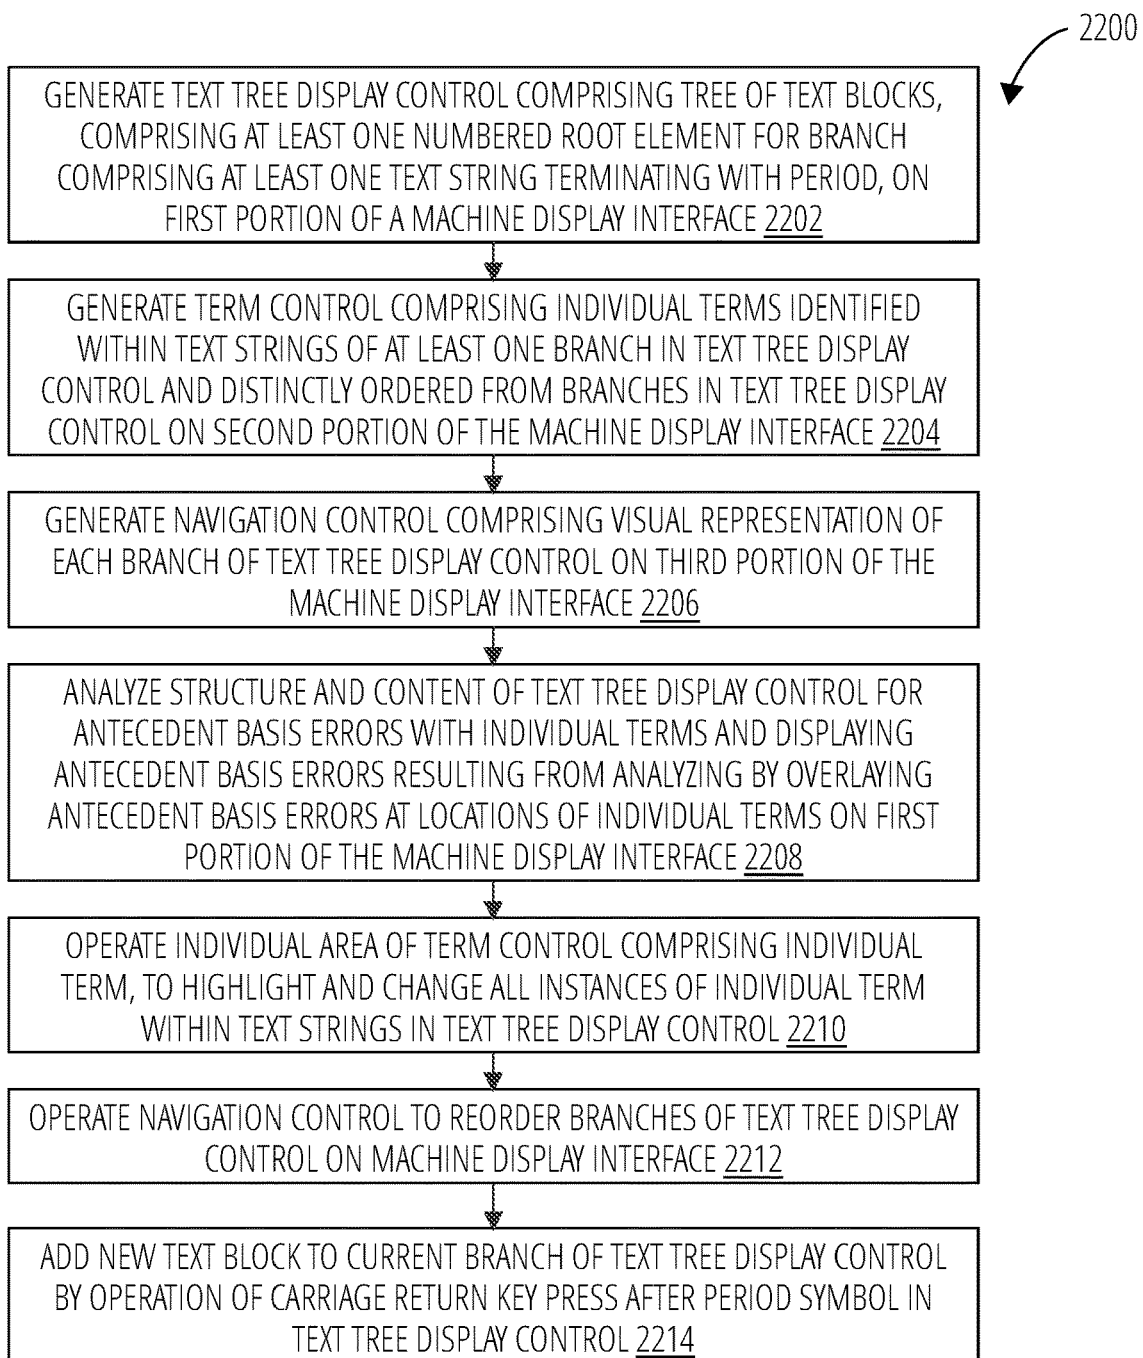 2200
GENERATE TEXT TREE DISPLAY CONTROL COMPRISING TREE OF TEXT BLOCKS,
COMPRISING AT LEAST ONE NUMBERED ROOT ELEMENT FOR BRANCH
COMPRISING AT LEAST ONE TEXT STRING TERMINATING WITH PERIOD, ON
FIRST PORTION OF A MACHINE DISPLAY INTERFACE 2202
GENERATE TERM CONTROL COMPRISING INDIVIDUAL TERMS IDENTIFIED
WITHIN TEXT STRINGS OF AT LEAST ONE BRANCH IN TEXT TREE DISPLAY
CONTROL AND DISTINCTLY ORDERED FROM BRANCHES IN TEXT TREE DISPLAY
CONTROL ON SECOND PORTION OF THE MACHINE DISPLAY INTERFACE 2204
GENERATE NAVIGATION CONTROL COMPRISING VISUAL REPRESENTATION OF
EACH BRANCH OF TEXT TREE DISPLAY CONTROL ON THIRD PORTION OF THE
MACHINE DISPLAY INTERFACE 2206
ANALYZE STRUCTURE AND CONTENT OF TEXT TREE DISPLAY CONTROL FOR
ANTECEDENT BASIS ERRORS WITH INDIVIDUAL TERMS AND DISPLAYING
ANTECEDENT BASIS ERRORS RESULTING FROM ANALYZING BY OVERLAYING
ANTECEDENT BASIS ERRORS AT LOCATIONS OF INDIVIDUAL TERMS ON FIRST
PORTION OF THE MACHINE DISPLAY INTERFACE 2208
OPERATE INDIVIDUAL AREA OF TERM CONTROL COMPRISING INDIVIDUAL
TERM, TO HIGHLIGHT AND CHANGE ALL INSTANCES OF INDIVIDUAL TERM
WITHIN TEXT STRINGS IN TEXT TREE DISPLAY CONTROL 2210
OPERATE NAVIGATION CONTROL TO REORDER BRANCHES OF TEXT TREE DISPLAY
CONTROL ON MACHINE DISPLAY INTERFACE 2212
ADD NEW TEXT BLOCK TO CURRENT BRANCH OF TEXT TREE DISPLAY CONTROL
BY OPERATION OF CARRIAGE RETURN KEY PRESS AFTER PERIOD SYMBOL IN
TEXT TREE DISPLAY CONTROL 2214